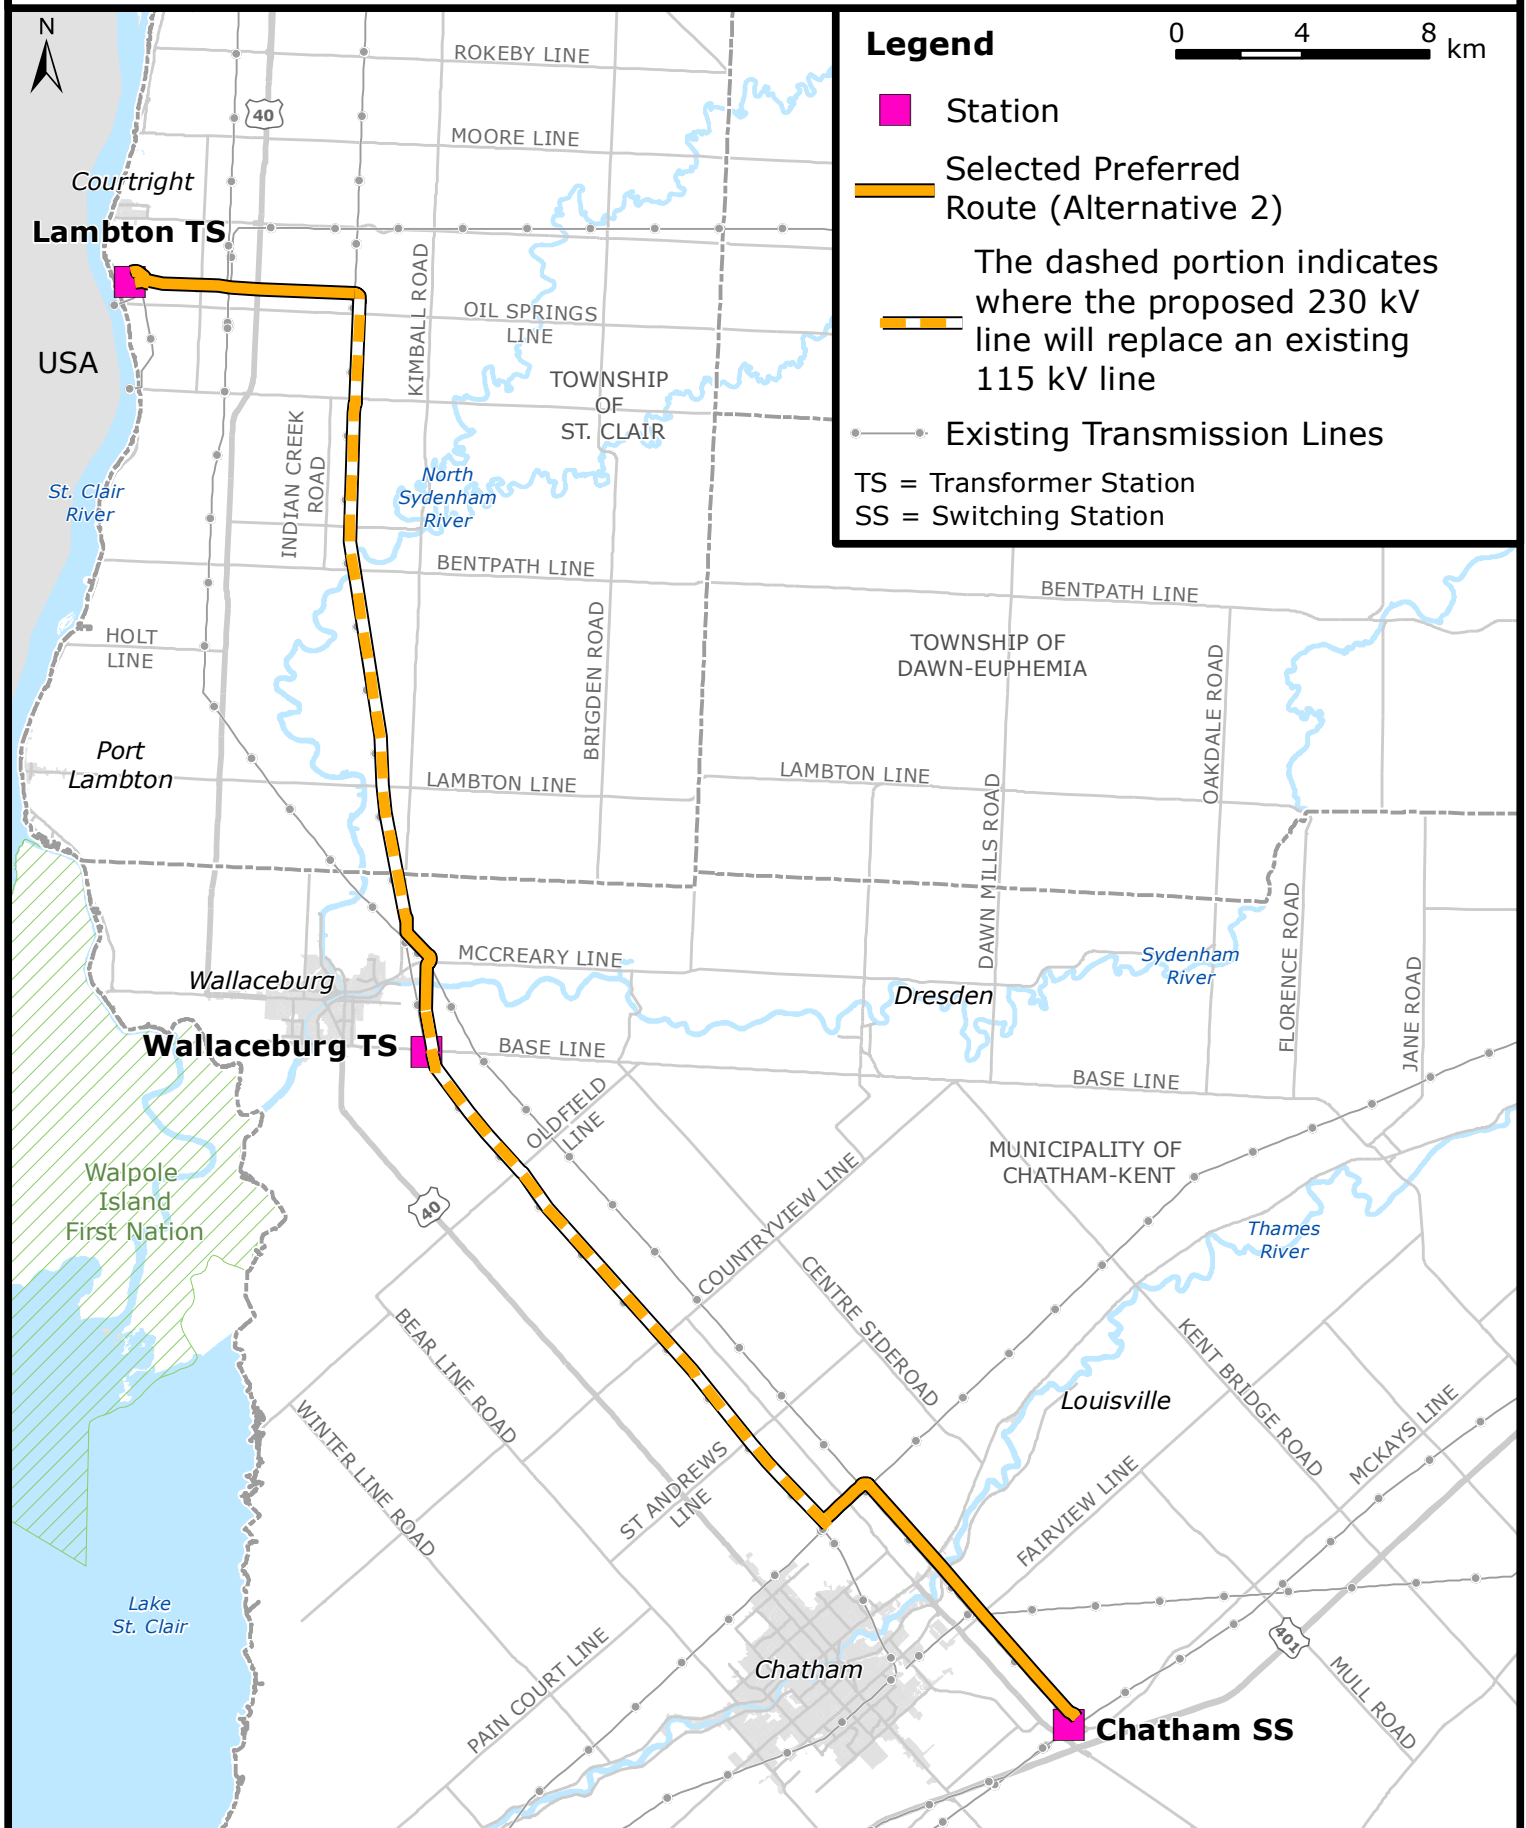 N
Legend
0 4 8 km
Station
Selected Preferred
Route (Alternative 2)
The dashed portion indicates
where the proposed 230 kV
line will replace an existing
115 kV line
Existing Transmission Lines
TS = Transformer Station
SS = Switching Station
ROKEBY LINE
40
MOORE LINE
Courtright
Lambton TS
KIMBALL ROAD
OIL SPRINGS
LINE
USA
TOWNSHIP
OF
ST. CLAIR
INDIAN CREEK
ROAD
North
Sydenham
River
St. Clair
River
BENTPATH LINE
BENTPATH LINE
HOLT
LINE
BRIGDEN ROAD
TOWNSHIP OF
DAWN-EUPHEMIA
OAKDALE ROAD
Port
Lambton
LAMBTON LINE
LAMBTON LINE
DAWN MILLS ROAD
FLORENCE ROAD
MCCREARY LINE
Sydenham
River
Wallaceburg
Dresden
JANE ROAD
Wallaceburg TS
BASE LINE
BASE LINE
OLDFIELD
LINE
MUNICIPALITY OF
CHATHAM-KENT
Walpole
Island
First Nation
40
COUNTRYVIEW LINE
Thames
River
CENTRE SIDEROAD
BEAR LINE ROAD
KENT BRIDGE ROAD
Louisville
MCKAYS LINE
WINTER LINE ROAD
ST ANDREWS
LINE
FAIRVIEW LINE
Lake
St. Clair
401
PAIN COURT LINE
Chatham
MULL ROAD
Chatham SS